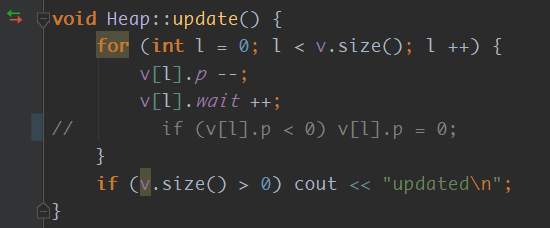 void Heap::update() {
    for (int l = 0; l < v.size(); l ++) {
        v[l].p --;
        v[l].wait ++;
//        if (v[l].p < 0) v[l].p = 0;
    }
    if (v.size() > 0) cout << "updated\n";
}